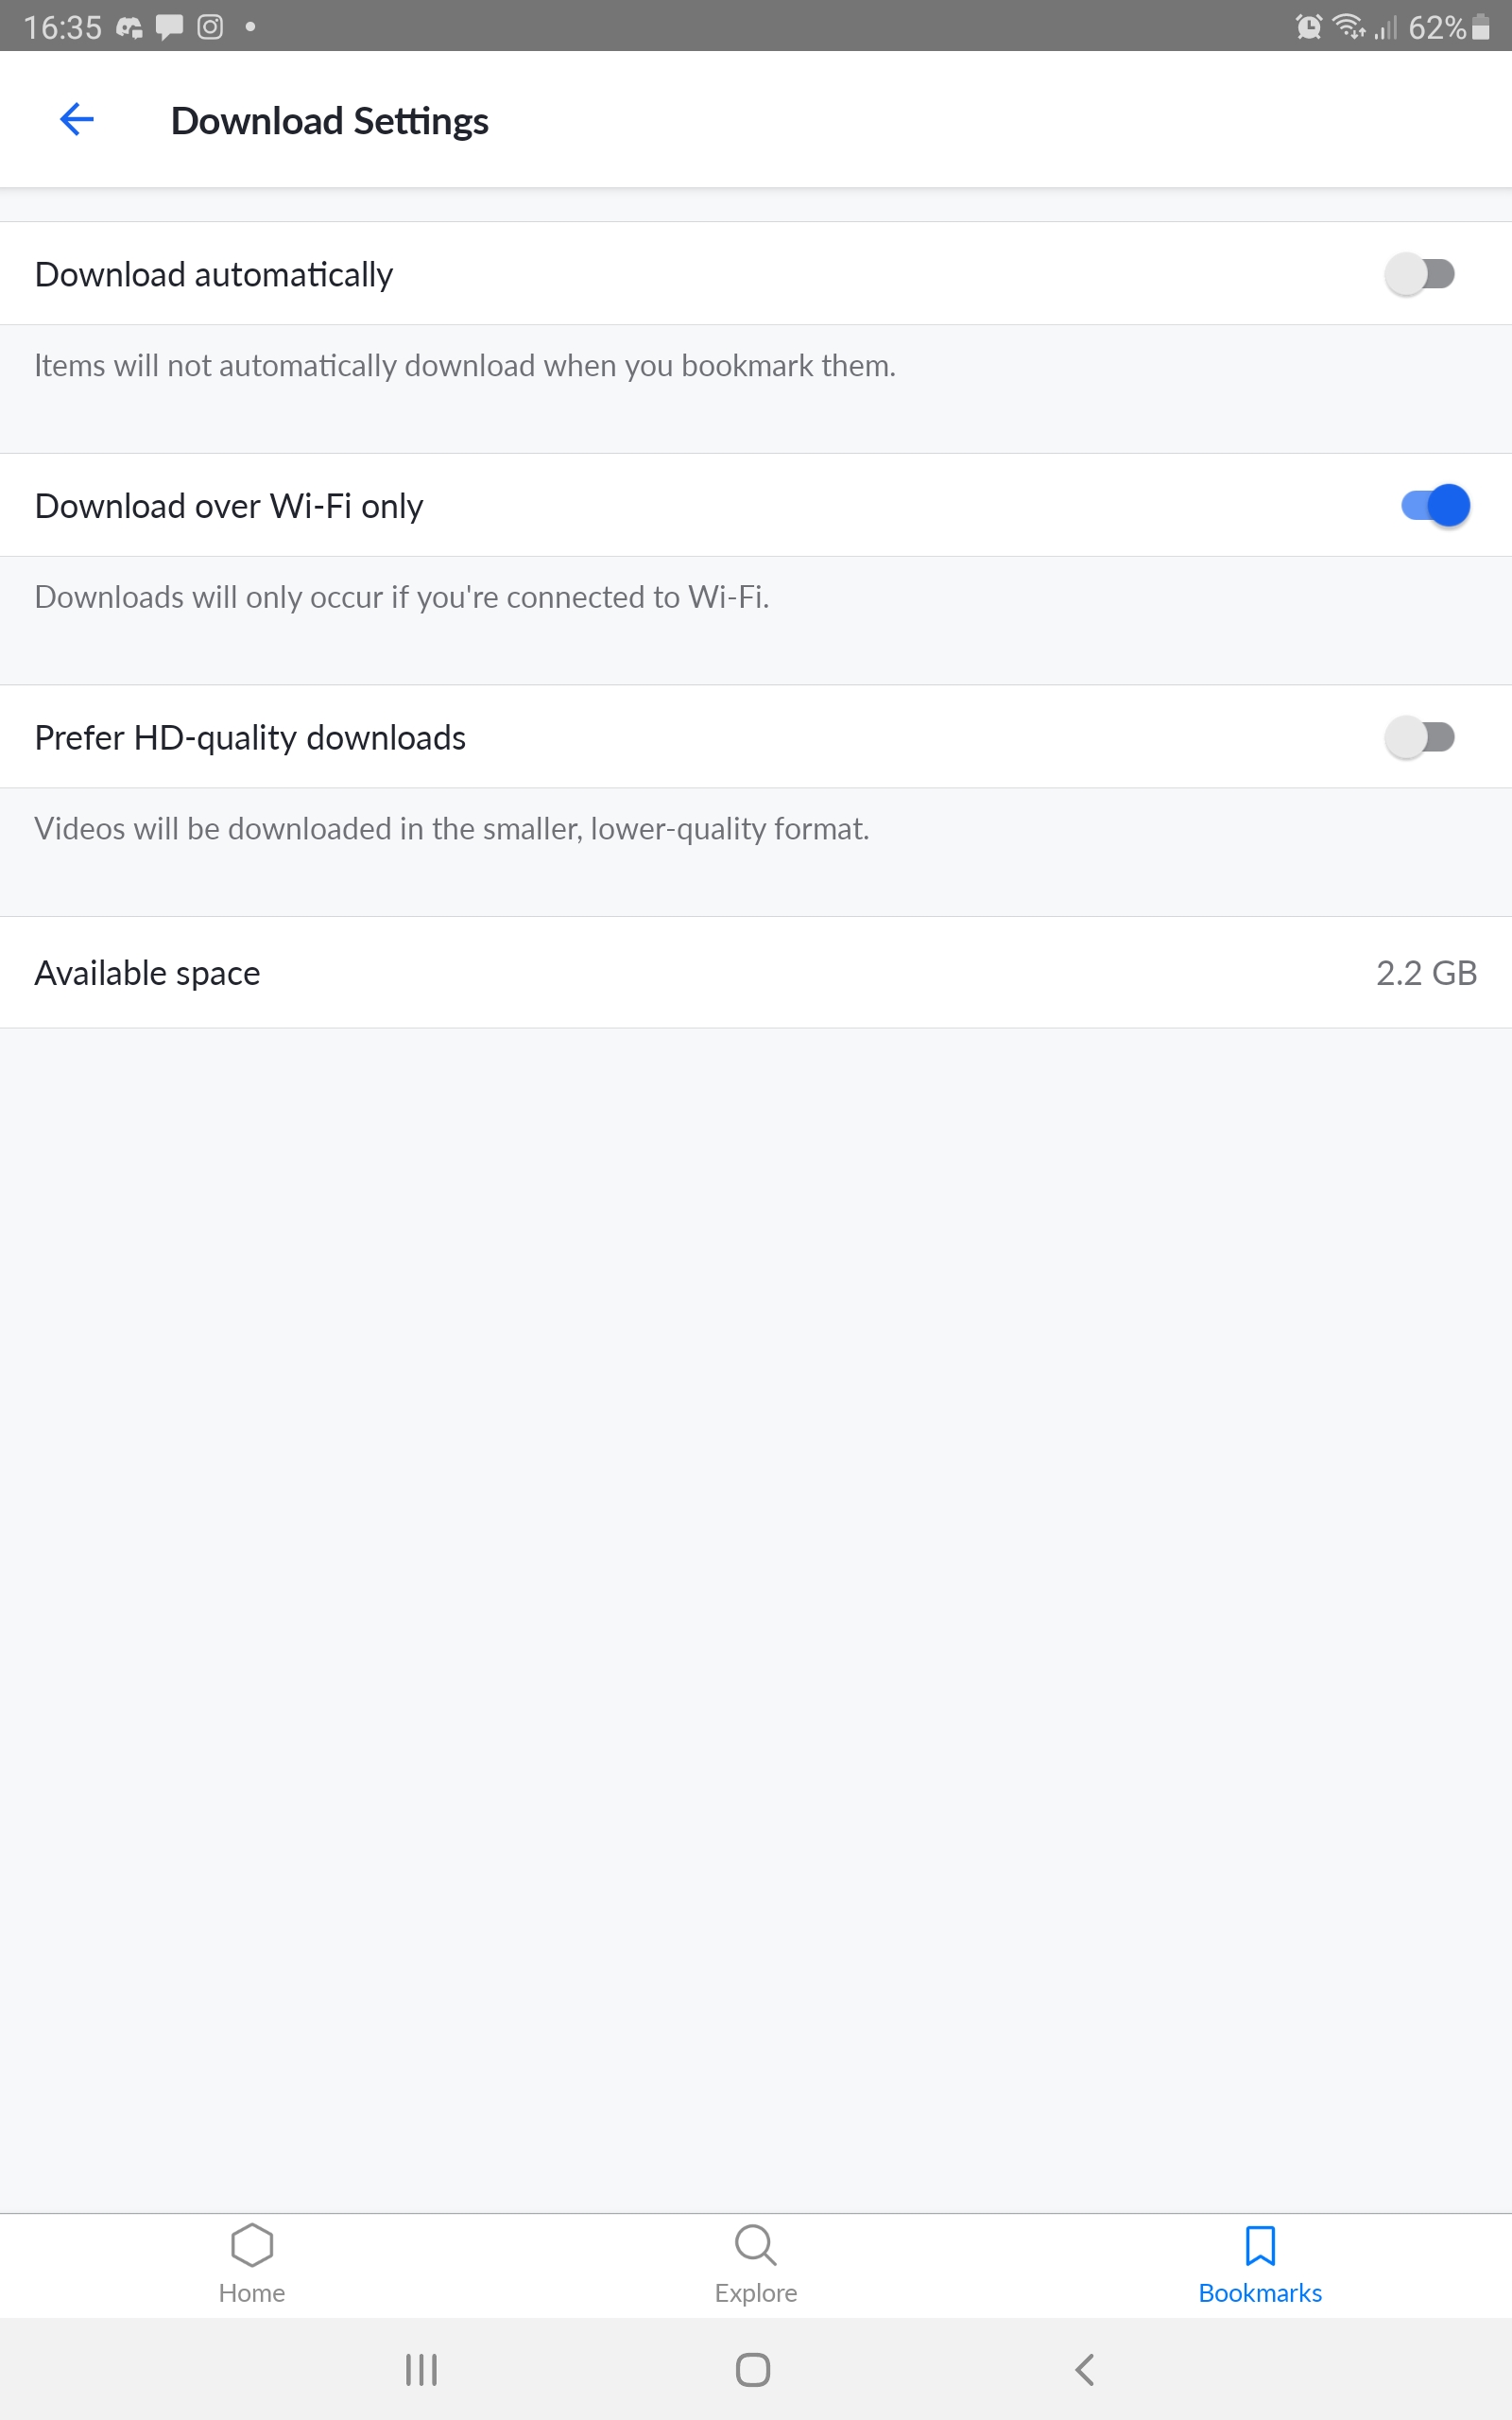 16:35 62%
Download Settings
Download automatically
Items will not automatically download when you bookmark them.
Download over Wi-Fi only
Downloads will only occur if you're connected to Wi-Fi.
Prefer HD-quality downloads
Videos will be downloaded in the smaller, lower-quality format.
Available space 2.2 GB
Home Explore Bookmarks